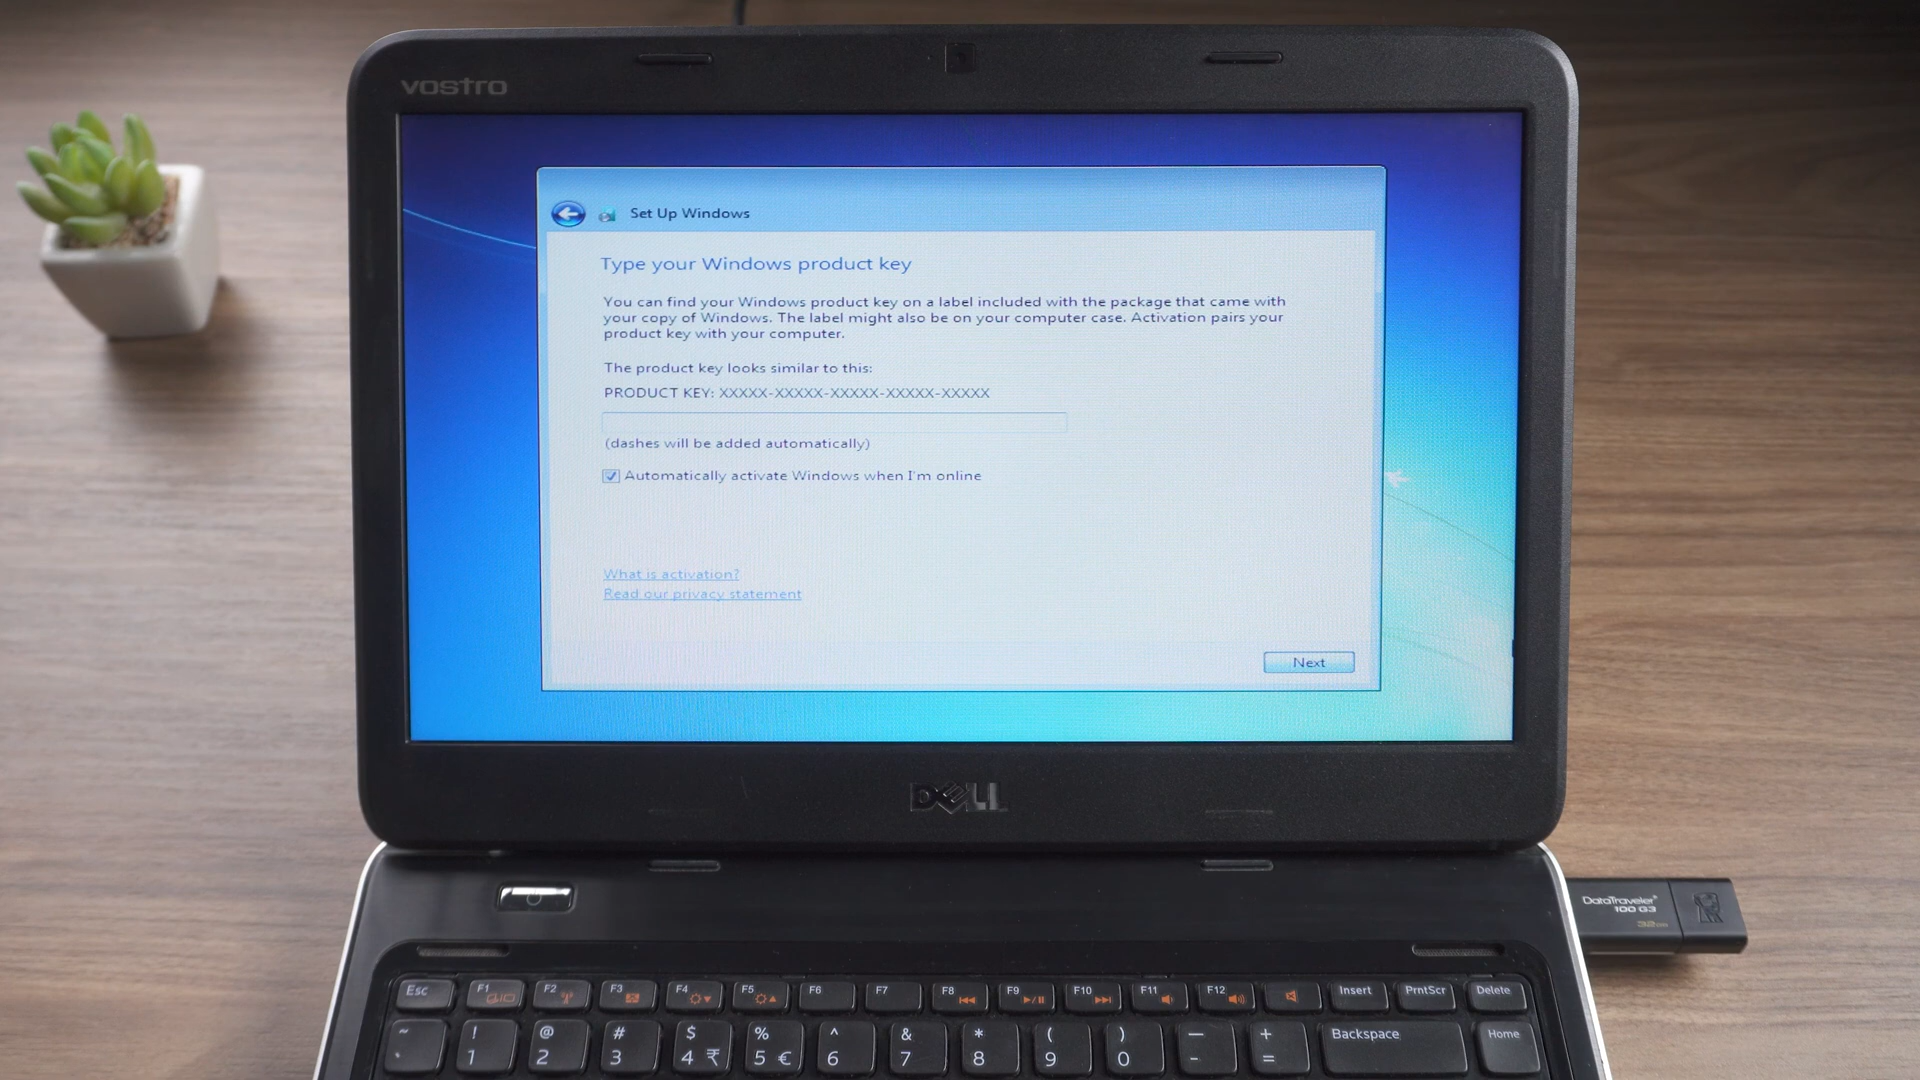 vostro
Set Up Windows
Type your Windows product key
You can find your Windows product key on a label included with the package that came with
your copy of Windows. The label might also be on your computer case. Activation pairs your
product key with your computer.
The product key looks similar to this:
PRODUCT KEY: XXXXX-XXXXX-XXXXX-XXXXX-XXXXX
(dashes will be added automatically)
Automatically activate Windows when I'm online
What is activation?
Read our privacy statement
Next
DELL
DataTraveler
100 G3
32GB
Esc F1 F2 F3 F4 F5 F6 F7 F8 F9 F10 F11 F12 Insert PrntScr Delete
~ ! @ # $ % ^ & * ( ) — + Backspace Home
` 1 2 3 4 ₹ 5 € 6 7 8 9 0 - =